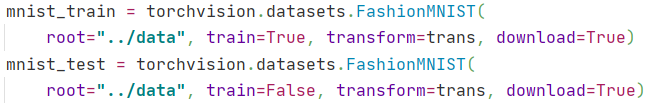 mnist_train = torchvision.datasets.FashionMNIST(
    root="../data", train=True, transform=trans, download=True)
mnist_test = torchvision.datasets.FashionMNIST(
    root="../data", train=False, transform=trans, download=True)